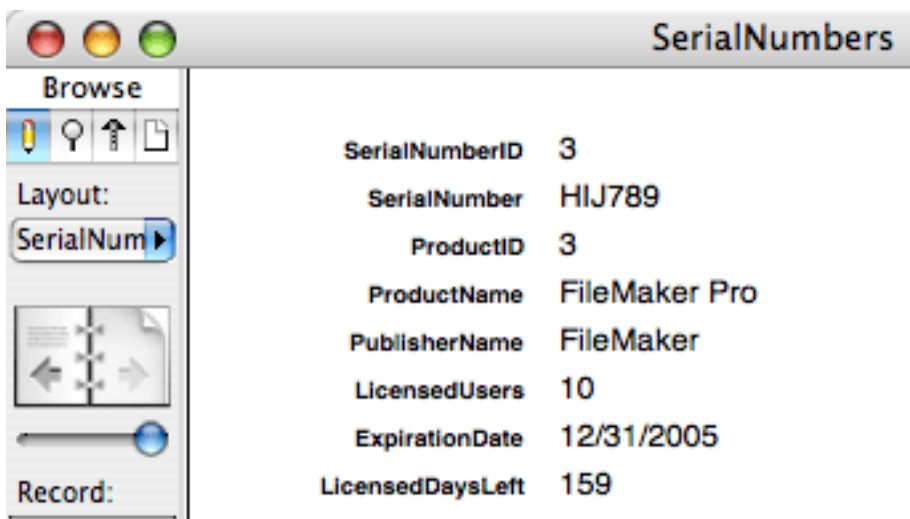 SerialNumbers
Browse
Layout:
SerialNum
Record:
SerialNumberID 3
SerialNumber HIJ789
ProductID 3
ProductName FileMaker Pro
PublisherName FileMaker
LicensedUsers 10
ExpirationDate 12/31/2005
LicensedDaysLeft 159